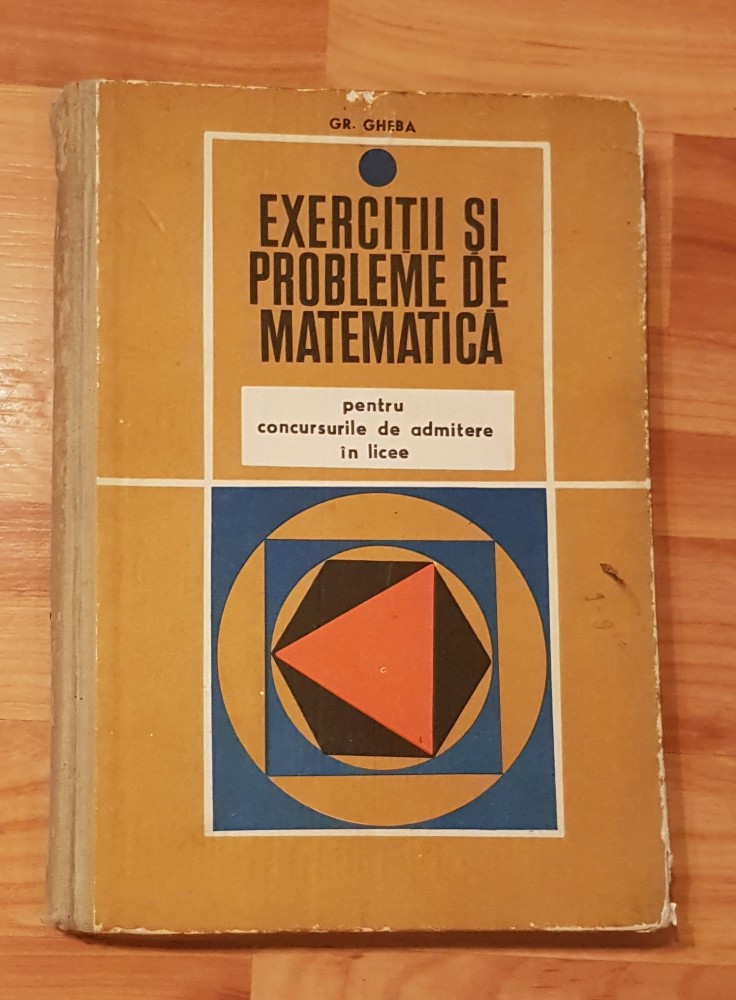 GR. GHEBA
EXERCIȚII ȘI
PROBLEME DE
MATEMATICĂ
pentru
concursurile de admitere
în licee